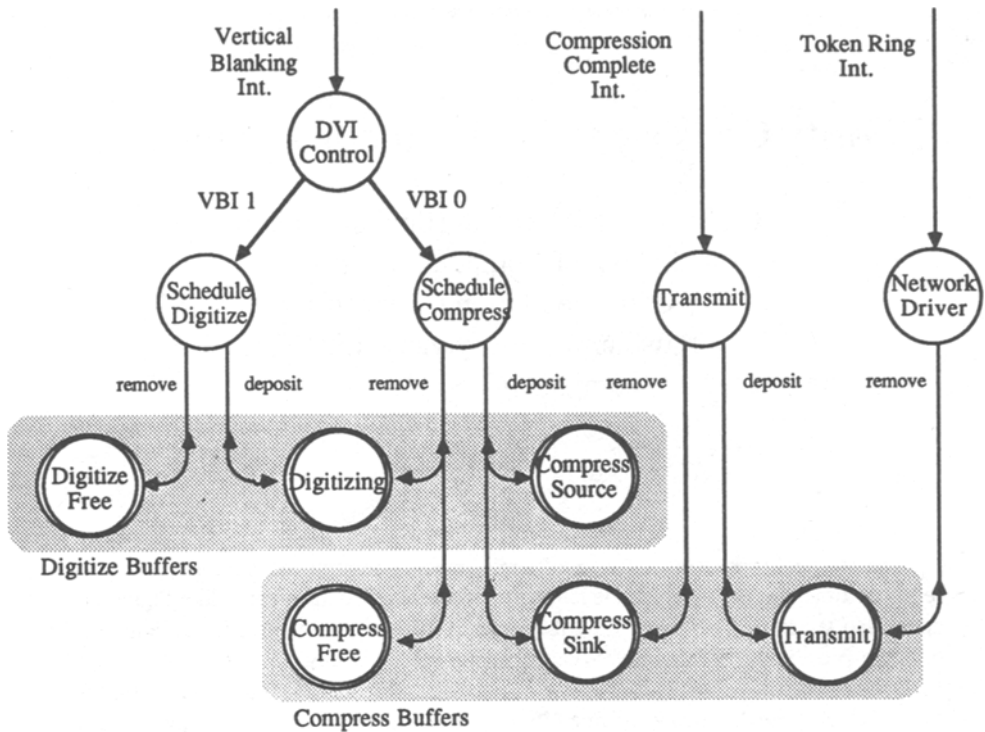 Vertical
Blanking
Int.
Compression
Complete
Int.
Token Ring
Int.
DVI
Control
VBI 1
VBI 0
Schedule
Digitize
Schedule
Compress
Transmit
Network
Driver
remove
deposit
remove
deposit
remove
deposit
remove
Digitize
Free
Digitizing
Compress
Source
Digitize Buffers
Compress
Free
Compress
Sink
Transmit
Compress Buffers